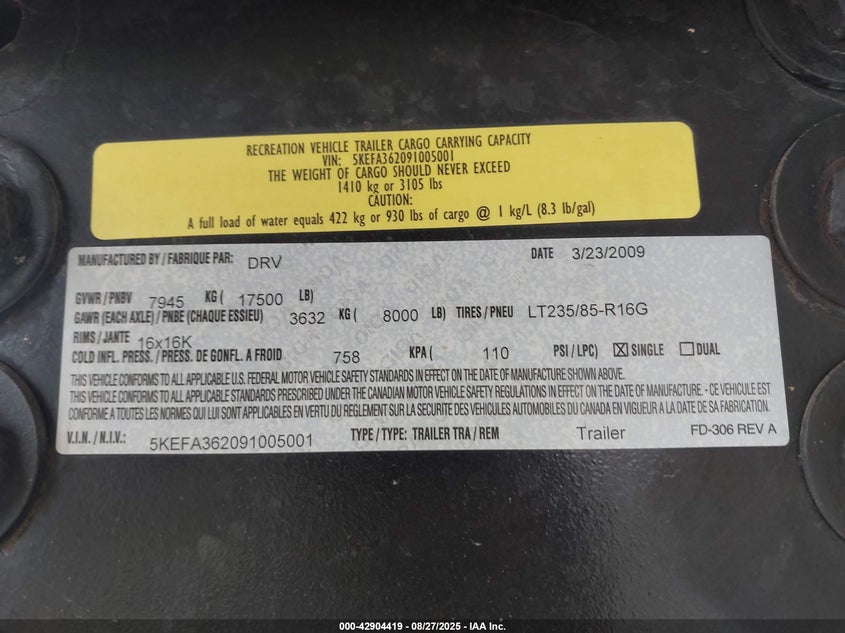 RECREATION VEHICLE TRAILER CARGO CARRYING CAPACITY
VIN: 5KEFA362091005001
THE WEIGHT OF CARGO SHOULD NEVER EXCEED
1410 kg or 3105 lbs
CAUTION:
A full load of water equals 422 kg or 930 lbs of cargo @ 1 kg/L (8.3 lb/gal)
MANUFACTURED BY / FABRIQUE PAR: DRV DATE 3/23/2009
GVWR / PNBV 7945 KG ( 17500 LB)
GAWR (EACH AXLE) / PNBE (CHAQUE ESSIEU) 3632 KG ( 8000 LB) TIRES / PNEU LT235/85-R16G
RIMS / JANTE 16x16K
COLD INFL. PRESS. / PRESS. DE GONFL. A FROID 758 KPA ( 110 PSI / LPC) ☒ SINGLE ☐ DUAL
THIS VEHICLE CONFORMS TO ALL APPLICABLE U.S. FEDERAL MOTOR VEHICLE SAFETY STANDARDS IN EFFECT ON THE DATE OF MANUFACTURE SHOWN ABOVE.
THIS VEHICLE CONFORMS TO ALL APPLICABLE STANDARDS PRESCRIBED UNDER THE CANADIAN MOTOR VEHICLE SAFETY REGULATIONS IN EFFECT ON THE DATE OF MANUFACTURE. - CE VEHICULE EST
CONFORME A TOUTES LES NORMES QUI LUI SONT APPLICABLES EN VERTU DU REGLEMENT SUR LA SECURITE DES VEHICULES AUTOMOBILES DU CANADA EN VIGUEUR A LA DATE DE SA FABRICATION.
V.I.N. / N.I.V.: 5KEFA362091005001 TYPE / TYPE: TRAILER TRA / REM Trailer FD-306 REV A
000-42904419 - 08/27/2025 - IAA Inc.